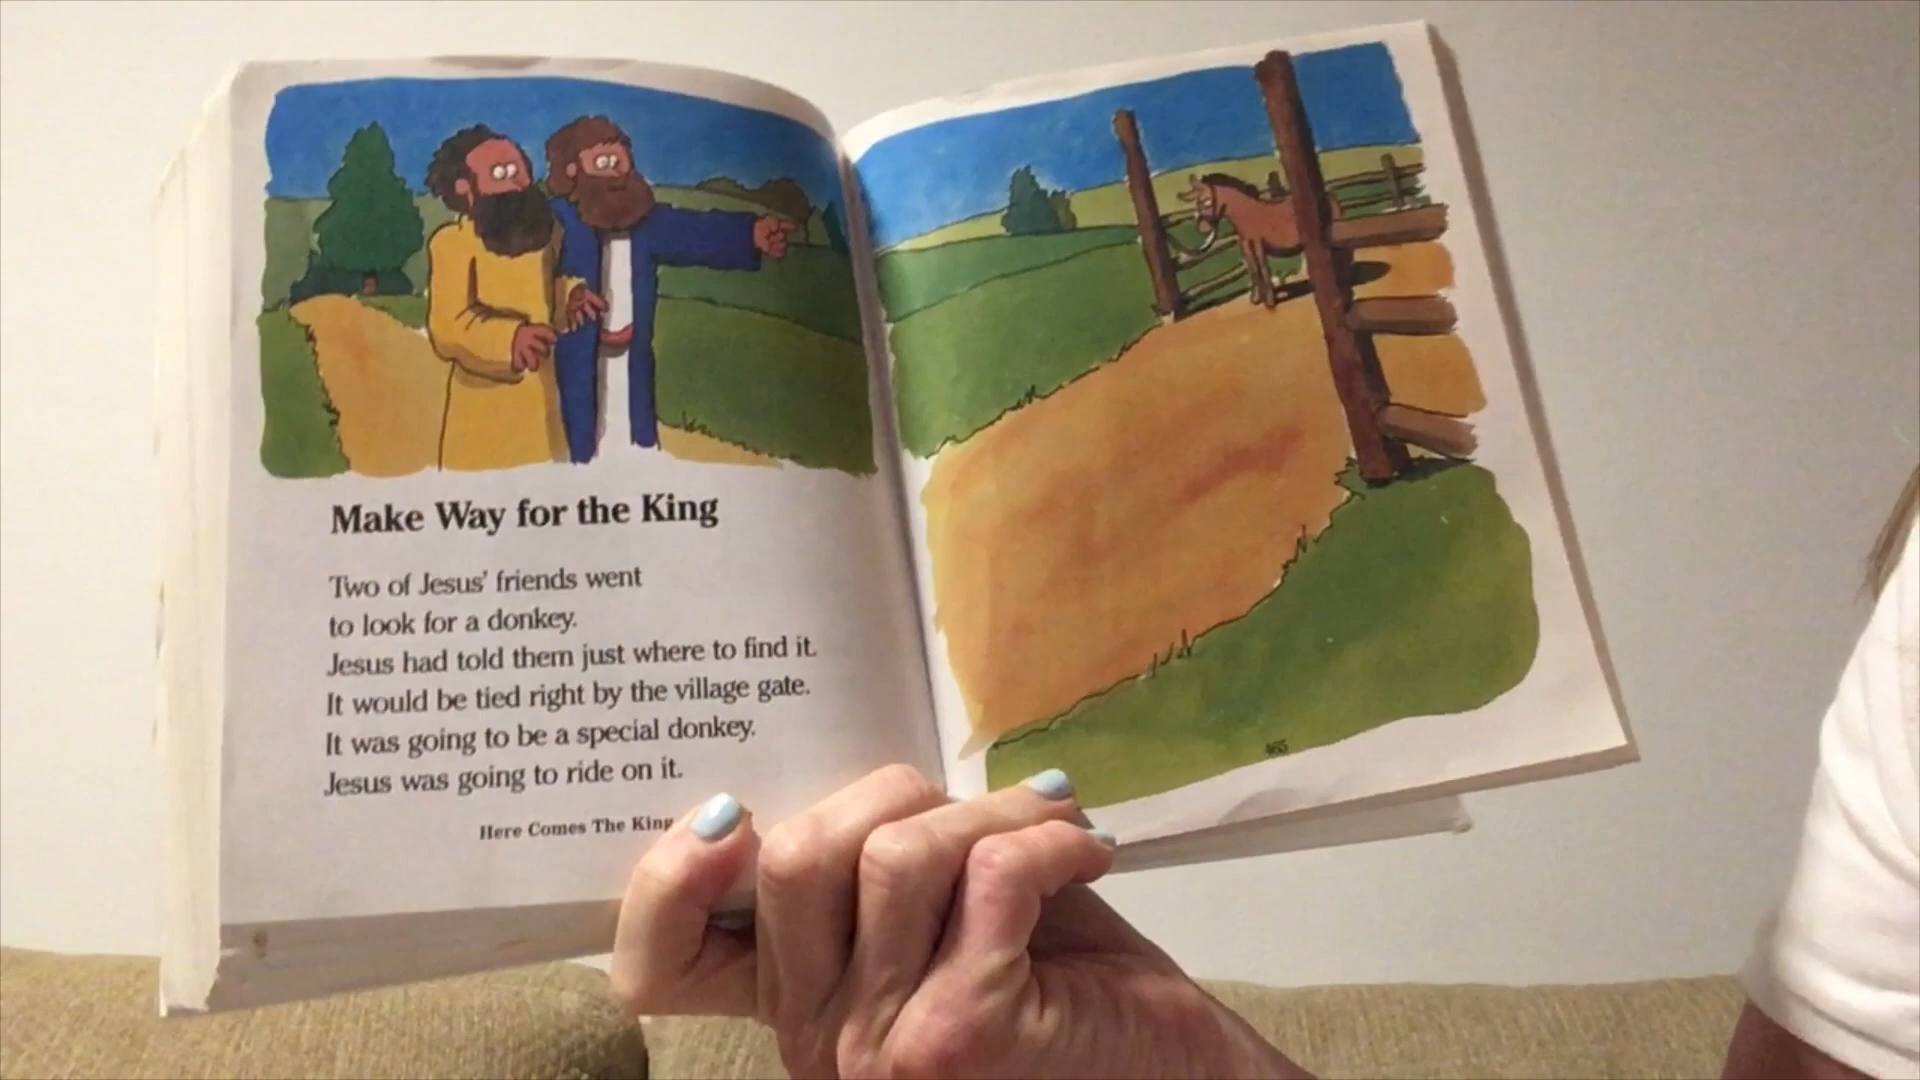 Make Way for the King
Two of Jesus' friends went
to look for a donkey.
Jesus had told them just where to find it.
It would be tied right by the village gate.
It was going to be a special donkey.
Jesus was going to ride on it.
Here Comes The King
465